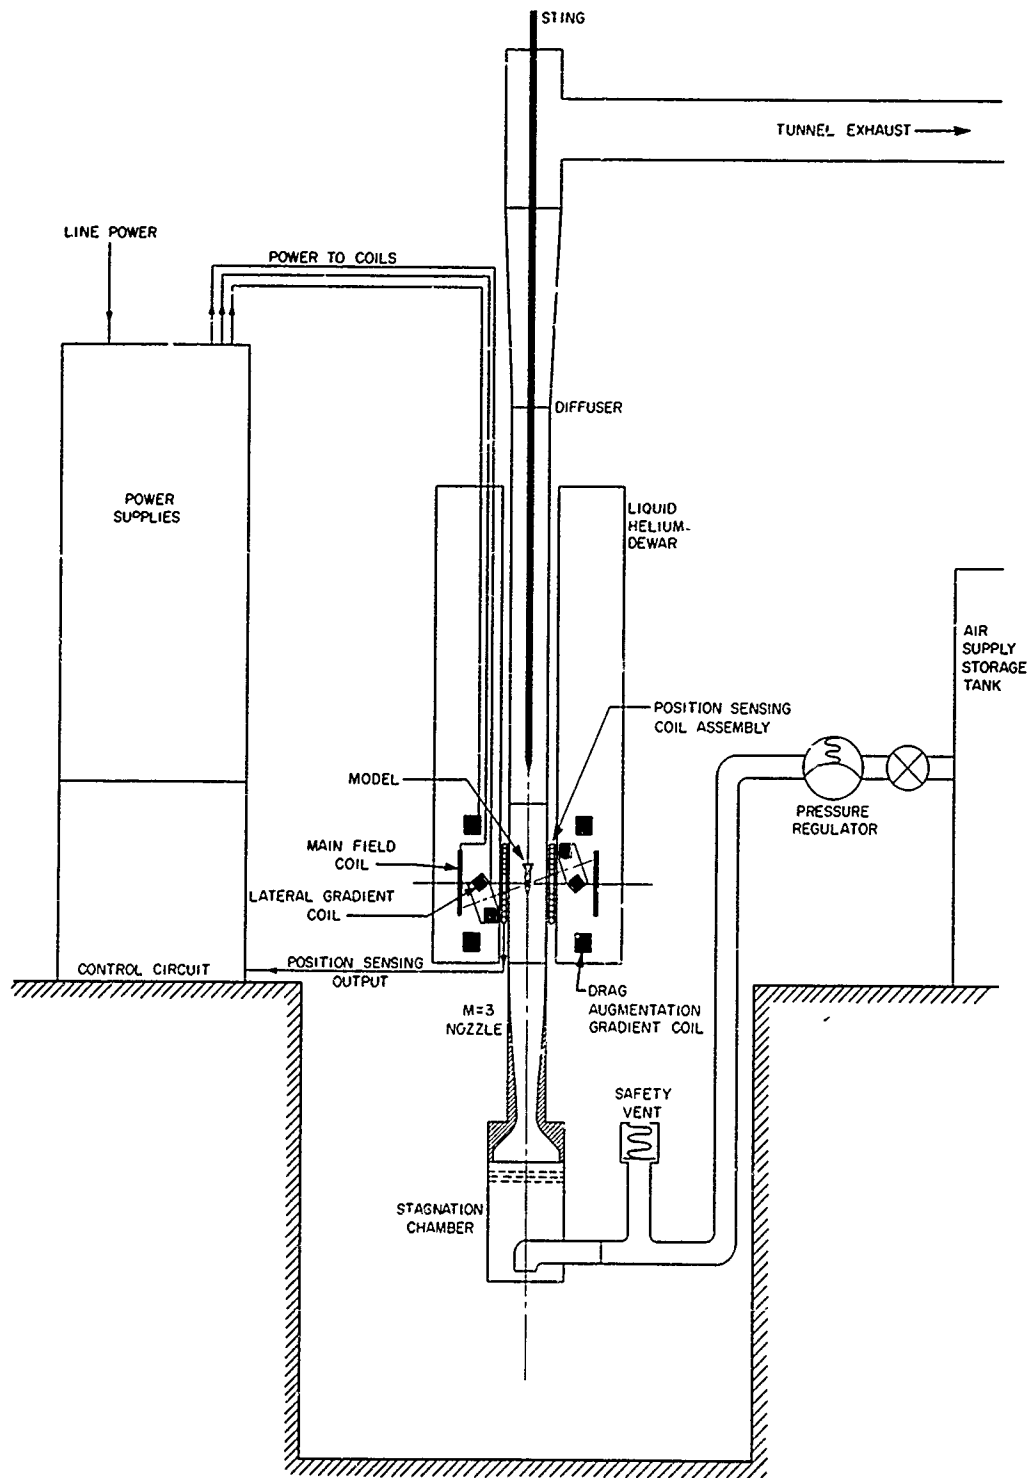 STING
TUNNEL EXHAUST
LINE POWER
POWER TO COILS
DIFFUSER
POWER
SUPPLIES
LIQUID
HELIUM-
DEWAR
AIR
SUPPLY
STORAGE
TANK
POSITION SENSING
COIL ASSEMBLY
MODEL
PRESSURE
REGULATOR
MAIN FIELD
COIL
LATERAL GRADIENT
COIL
CONTROL CIRCUIT
POSITION SENSING
OUTPUT
DRAG
AUGMENTATION
GRADIENT COIL
M=3
NOZZLE
SAFETY
VENT
STAGNATION
CHAMBER